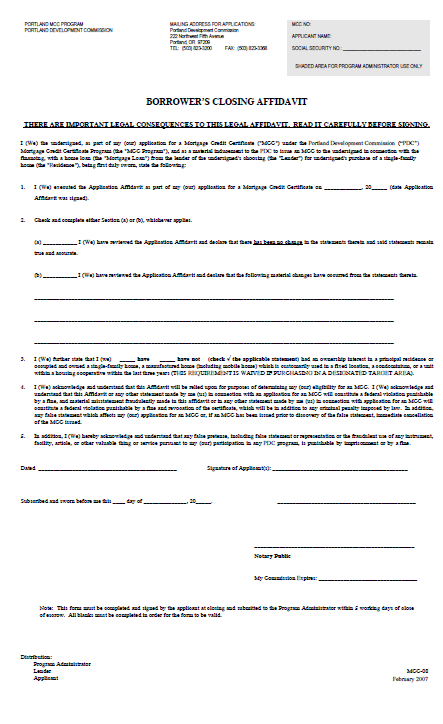 PORTLAND MCC PROGRAM
PORTLAND DEVELOPMENT COMMISSION
MAILING ADDRESS FOR APPLICATIONS:
Portland Development Commission
222 Northwest Fifth Avenue
Portland, OR 97209
TEL: (503) 823-3200 FAX: (503) 823-3368
MCC NO:
APPLICANT NAME:
SOCIAL SECURITY NO.:
SHADED AREA FOR PROGRAM ADMINISTRATOR USE ONLY
BORROWER'S CLOSING AFFIDAVIT
THERE ARE IMPORTANT LEGAL CONSEQUENCES TO THIS LEGAL AFFIDAVIT. READ IT CAREFULLY BEFORE SIGNING.
I (We) the undersigned, as part of my (our) application for a Mortgage Credit Certificate ("MCC") under the Portland Development Commission ("PDC")
Mortgage Credit Certificate Program (the "MCC Program"), and as a material inducement to the PDC to issue an MCC to the undersigned in connection with the
financing, with a home loan (the "Mortgage Loan") from the lender of the undersigned's choosing (the "Lender") for undersigned's purchase of a single-family
home (the "Residence"), being first duly sworn, state the following:
1. I (We) executed the Application Affidavit as part of my (our) application for a Mortgage Credit Certificate on ____________, 20_____ (date Application
Affidavit was signed).
2. Check and complete either Section (a) or (b), whichever applies.
(a) ___________ I (We) have reviewed the Application Affidavit and declare that there has been no change in the statements therein and said statements remain
true and accurate.
(b) ___________ I (We) have reviewed the Application Affidavit and declare that the following material changes have occurred from the statements therein.
3. I (We) further state that I (we) _____ have _____ have not (check √ the applicable statement) had an ownership interest in a principal residence or
occupied and owned a single-family home, a manufactured home (including mobile home) which is customarily used in a fixed location, a condominium, or a unit
within a housing cooperative within the last three years (THIS REQUIREMENT IS WAIVED IF PURCHASING IN A DESIGNATED TARGET AREA).
4. I (We) acknowledge and understand that this Affidavit will be relied upon for purposes of determining my (our) eligibility for an MCC. I (We) acknowledge and
understand that this Affidavit or any other statement made by me (us) in connection with application for an MCC will constitute a federal violation punishable
by a fine, and material misstatement fraudulently made in this affidavit or in any other statement made by me (us) in connection with application for an MCC will
constitute a federal violation punishable by a fine and revocation of the certificate, which will be in addition to any criminal penalty imposed by law. In addition,
any false statement which affects my (our) application for an MCC or, if an MCC has been issued prior to discovery of the false statement, immediate cancellation
of the MCC issued.
5. In addition, I (We) hereby acknowledge and understand that any false pretense, including false statement or representation or the fraudulent use of any instrument,
facility, article, or other valuable thing or service pursuant to my (our) participation in any PDC program, is punishable by imprisonment or by a fine.
Dated: Signature of Applicant(s):
Subscribed and sworn before me this ____ day of ______________, 20_____.
Notary Public
My Commission Expires:
Note: This form must be completed and signed by the applicant at closing and submitted to the Program Administrator within 5 working days of close
of escrow. All blanks must be completed in order for the form to be valid.
Distribution:
Program Administrator
Lender
Applicant
MCC-08
February 2007